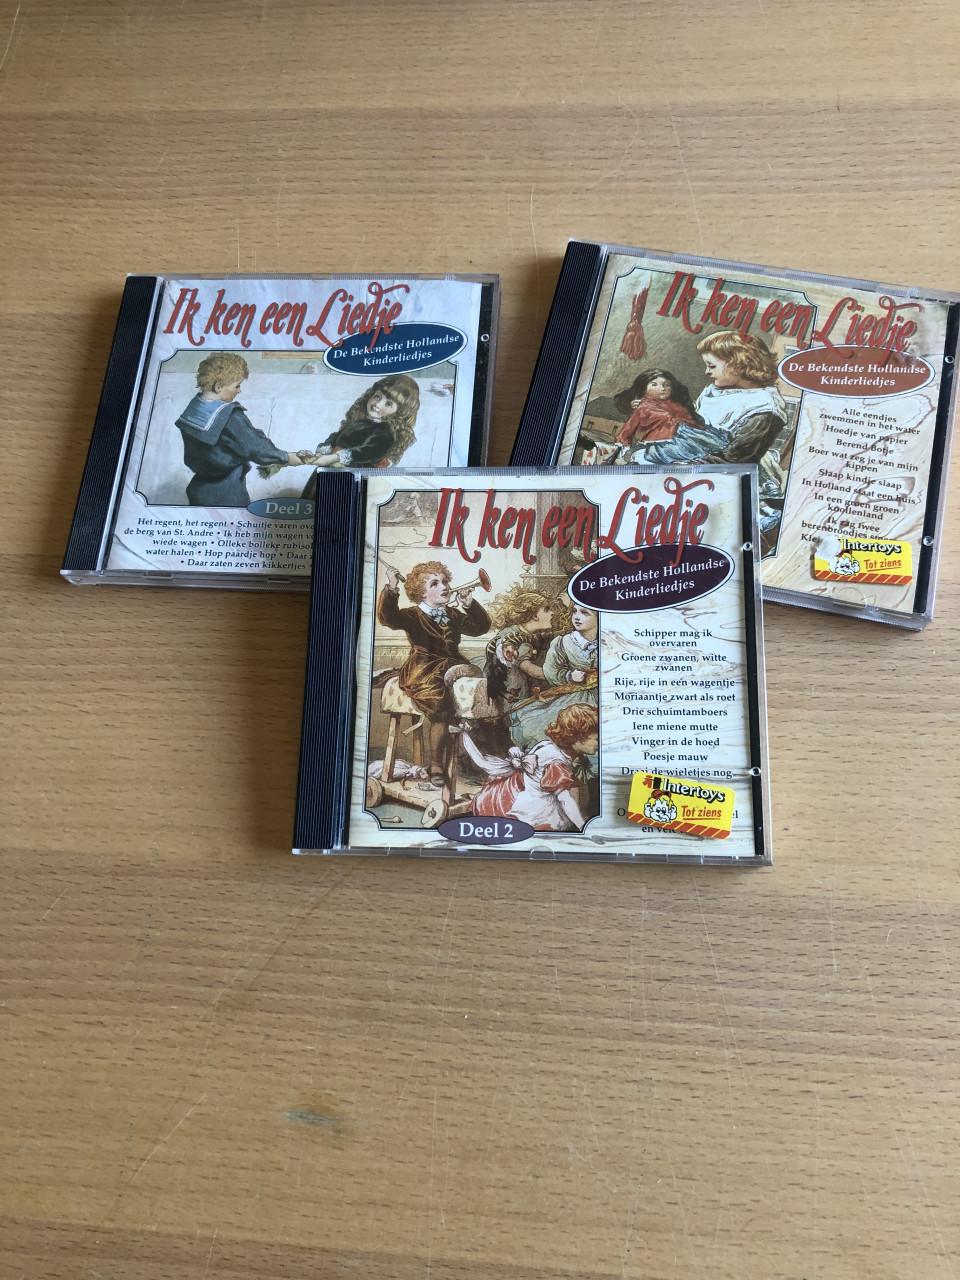 Ik ken een Liedje
De Bekendste Hollandse
Kinderliedjes
Deel 3
Het regent, het regent • Schuitje varen
de berg van St. Andre • Ik heb mijn wagen
wiede wagen • Olleke bolleke
water halen • Hop paardje hop • Daar
• Daar zaten zeven kikkertjes •
Ik ken een Liedje
De Bekendste Hollandse
Kinderliedjes
Alle eendjes
zwemmen in het water
Hoedje van papier
Berend Botje
Boer wat zeg je van mijn
kippen
Slaap kindje slaap
In Holland staat een huis
In een groen groen
knollenland
Ik zag twee
berenbroodjes
Intertoys
Tot ziens
Ik ken een Liedje
De Bekendste Hollandse
Kinderliedjes
Schipper mag ik
overvaren
Groene zwanen, witte
zwanen
Rije, rije in een wagentje
Moriaantje zwart als roet
Drie schuimtamboers
Iene miene mutte
Vinger in de hoed
Poesje mauw
Draai de wieletjes nog
en
Intertoys
Tot ziens
Deel 2